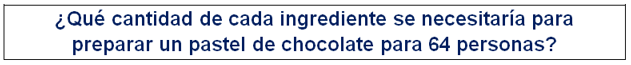 ¿Qué cantidad de cada ingrediente se necesitaría para
preparar un pastel de chocolate para 64 personas?